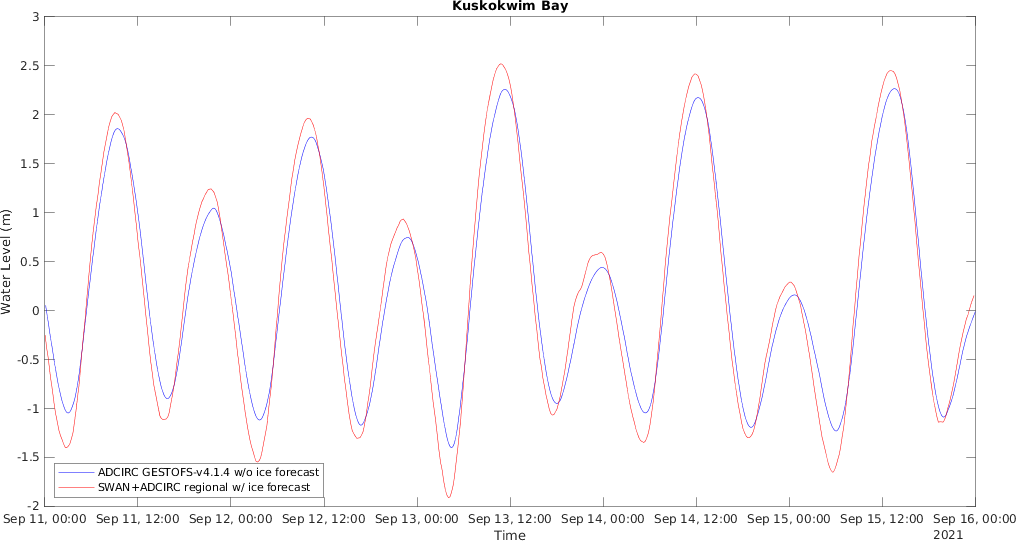 Kuskokwim Bay
3
2.5
2
1.5
1
0.5
0
-0.5
-1
-1.5
-2
Water Level (m)
ADCIRC GESTOFS-v4.1.4 w/o ice forecast
SWAN+ADCIRC regional w/ ice forecast
Sep 11, 00:00 Sep 11, 12:00 Sep 12, 00:00 Sep 12, 12:00 Sep 13, 00:00 Sep 13, 12:00 Sep 14, 00:00 Sep 14, 12:00 Sep 15, 00:00 Sep 15, 12:00 Sep 16, 00:00
Time
2021